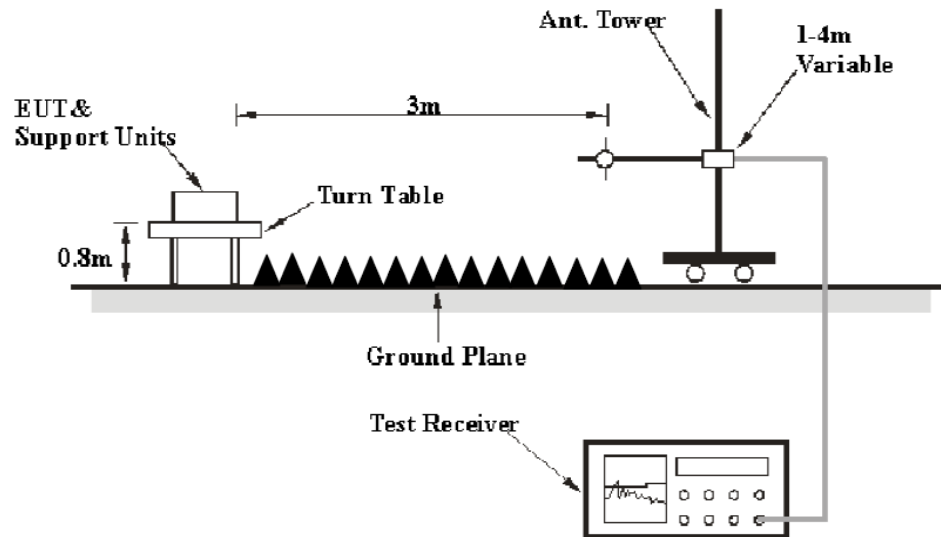 Ant. Tower
1-4m
Variable
3m
EUT&
Support Units
Turn Table
0.8m
Ground Plane
Test Receiver